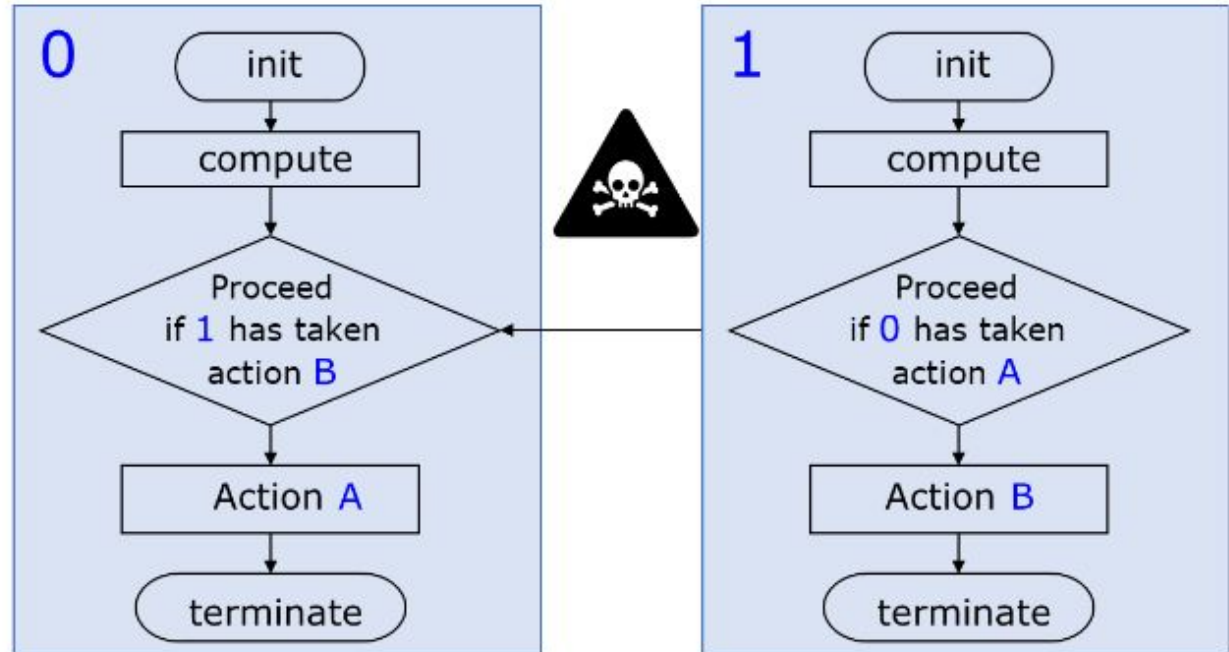 0
init
compute
Proceed
if 1 has taken
action B
Action A
terminate
1
init
compute
Proceed
if 0 has taken
action A
Action B
terminate